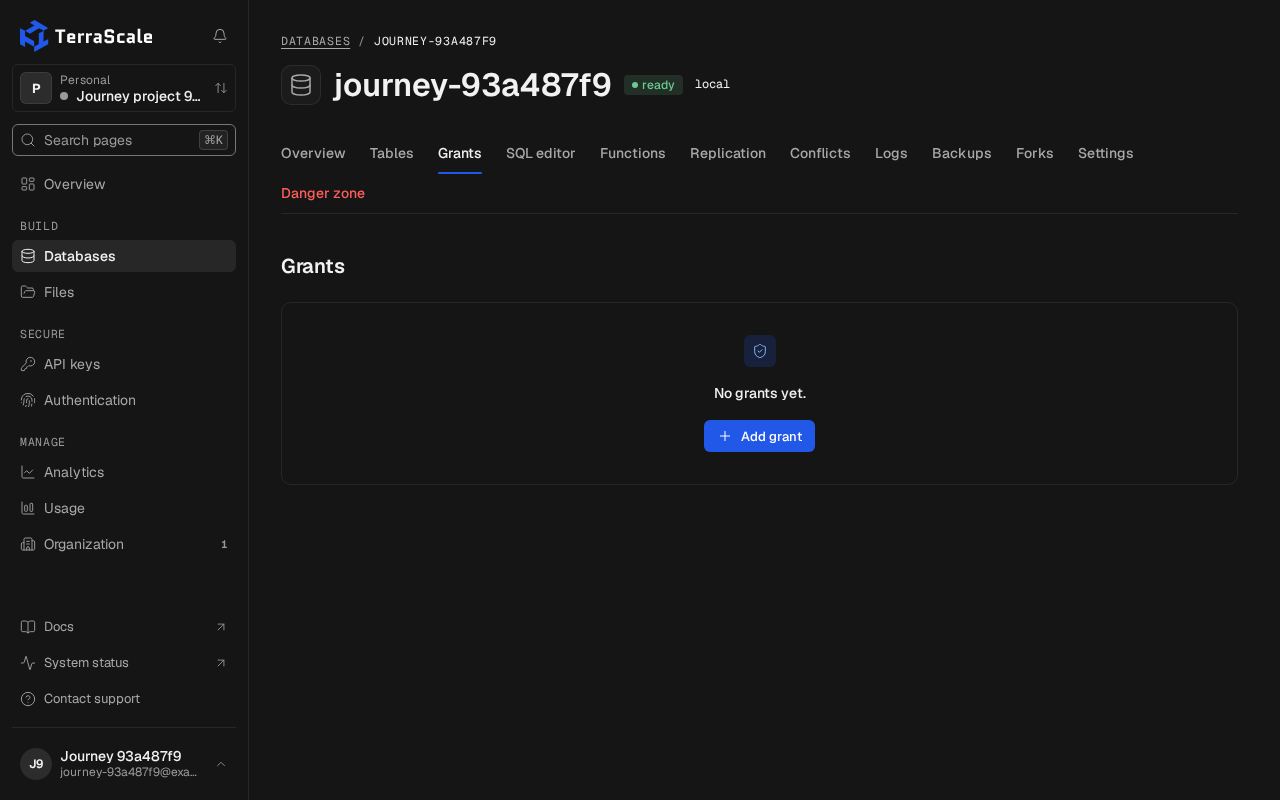 TerraScale
P
Personal
Journey project 9...
Search pages
⌘K
Overview
BUILD
Databases
Files
SECURE
API keys
Authentication
MANAGE
Analytics
Usage
Organization
1
Docs
System status
Contact support
J9
Journey 93a487f9
journey-93a487f9@exa...
DATABASES / JOURNEY-93A487F9
journey-93a487f9
ready
local
Overview
Tables
Grants
SQL editor
Functions
Replication
Conflicts
Logs
Backups
Forks
Settings
Danger zone
Grants
No grants yet.
Add grant